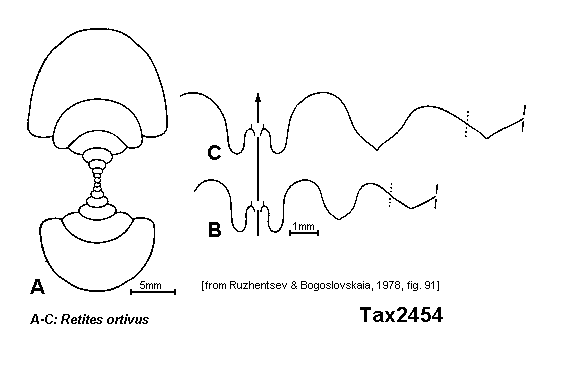 C
B
1mm
A
5mm
[from Ruzhentsev & Bogoslovskaia, 1978, fig. 91]
A-C: Retites ortivus
Tax2454